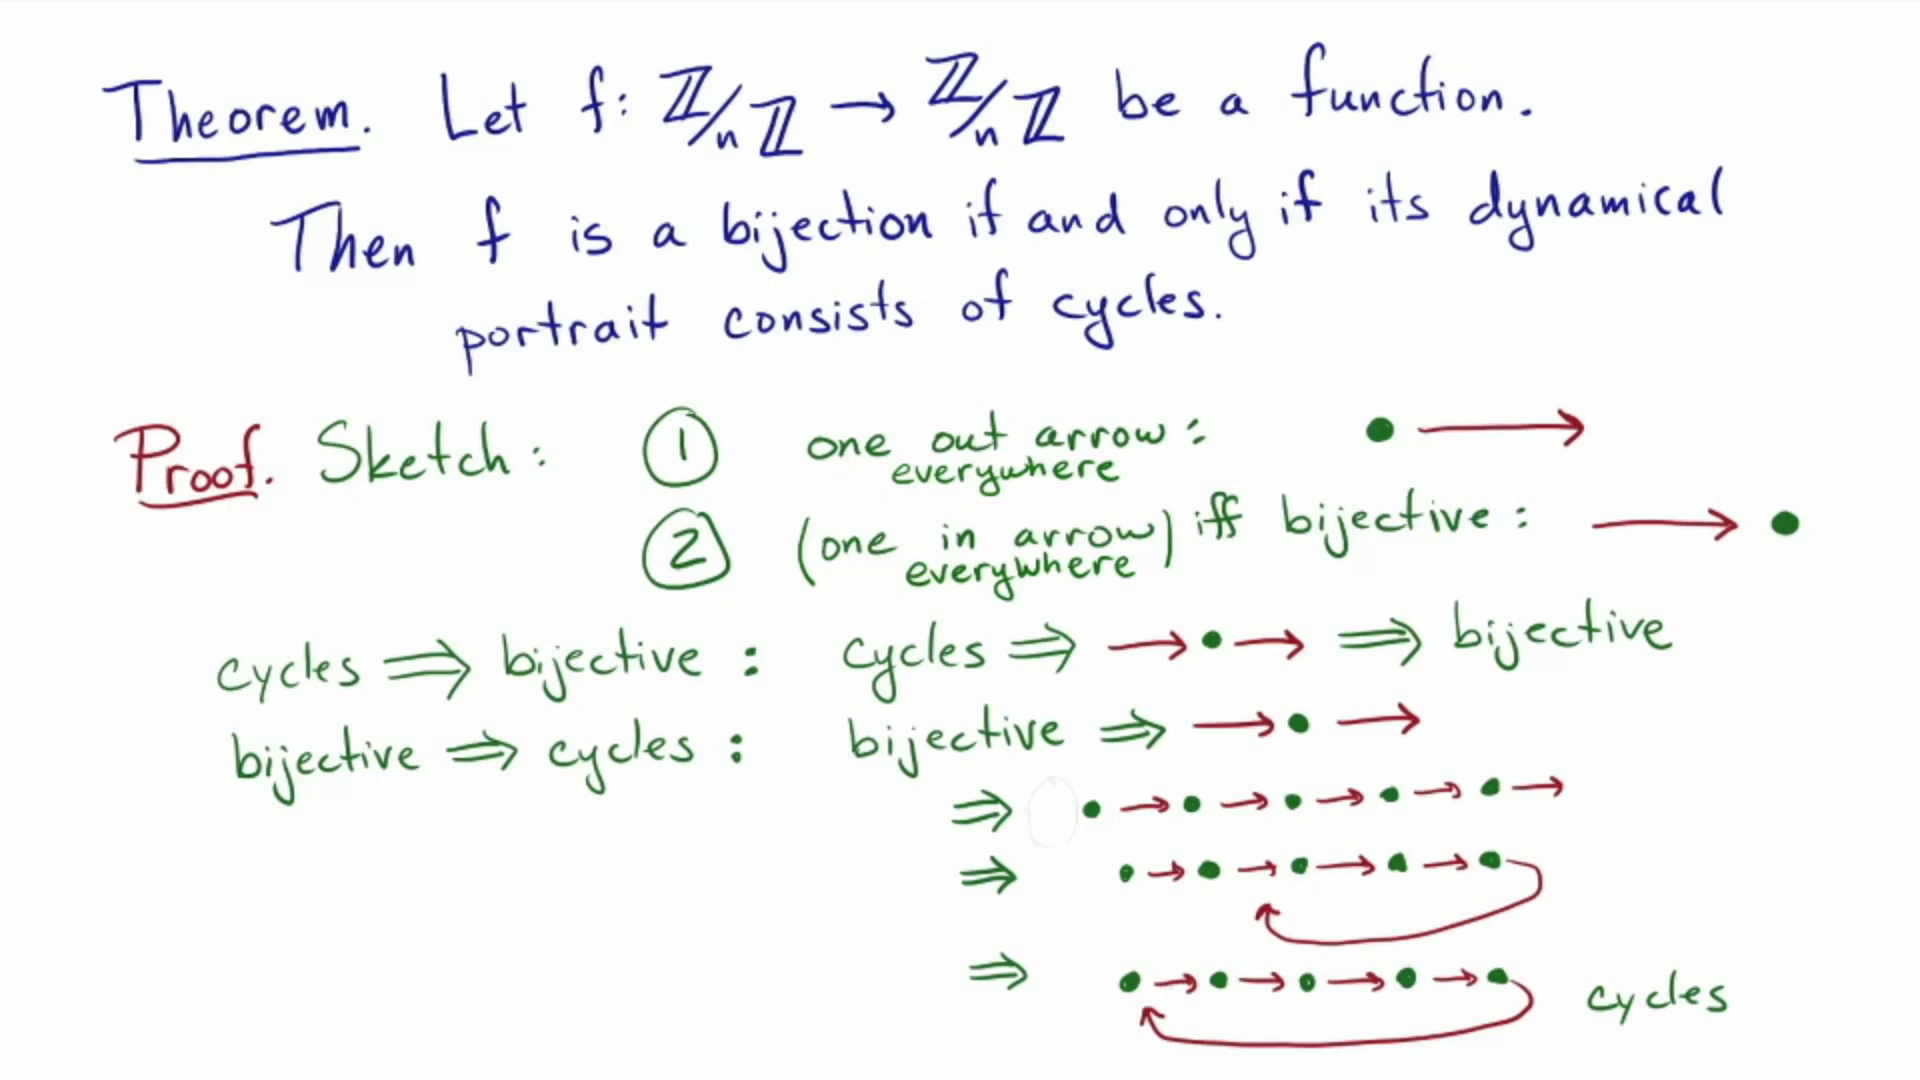 Theorem. Let f: ℤ/nℤ → ℤ/nℤ be a function.
Then f is a bijection if and only if its dynamical
portrait consists of cycles.
Proof. Sketch: ① one out arrow : • →
everywhere
② (one in arrow) iff bijective : → •
everywhere
cycles ⇒ bijective : cycles ⇒ → • → ⇒ bijective
bijective ⇒ cycles : bijective ⇒ → • →
⇒ • → • → • → • → • →
⇒ • → • → • → • → •
⇒ • → • → • → • → • cycles